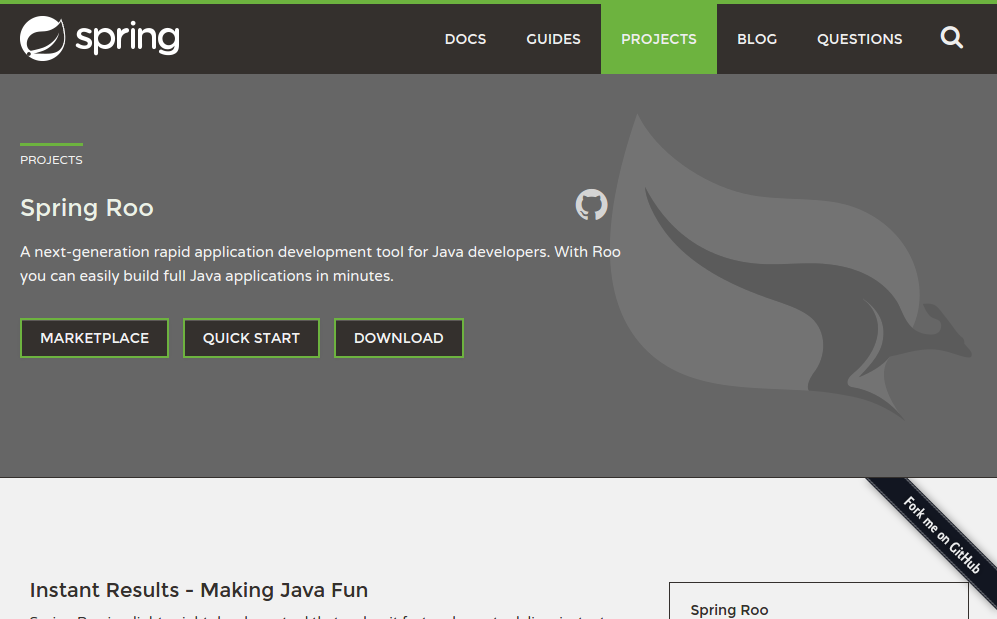 spring
DOCS
GUIDES
PROJECTS
BLOG
QUESTIONS
PROJECTS
Spring Roo
A next-generation rapid application development tool for Java developers. With Roo
you can easily build full Java applications in minutes.
MARKETPLACE
QUICK START
DOWNLOAD
Fork me on GitHub
Instant Results - Making Java Fun
Spring Roo